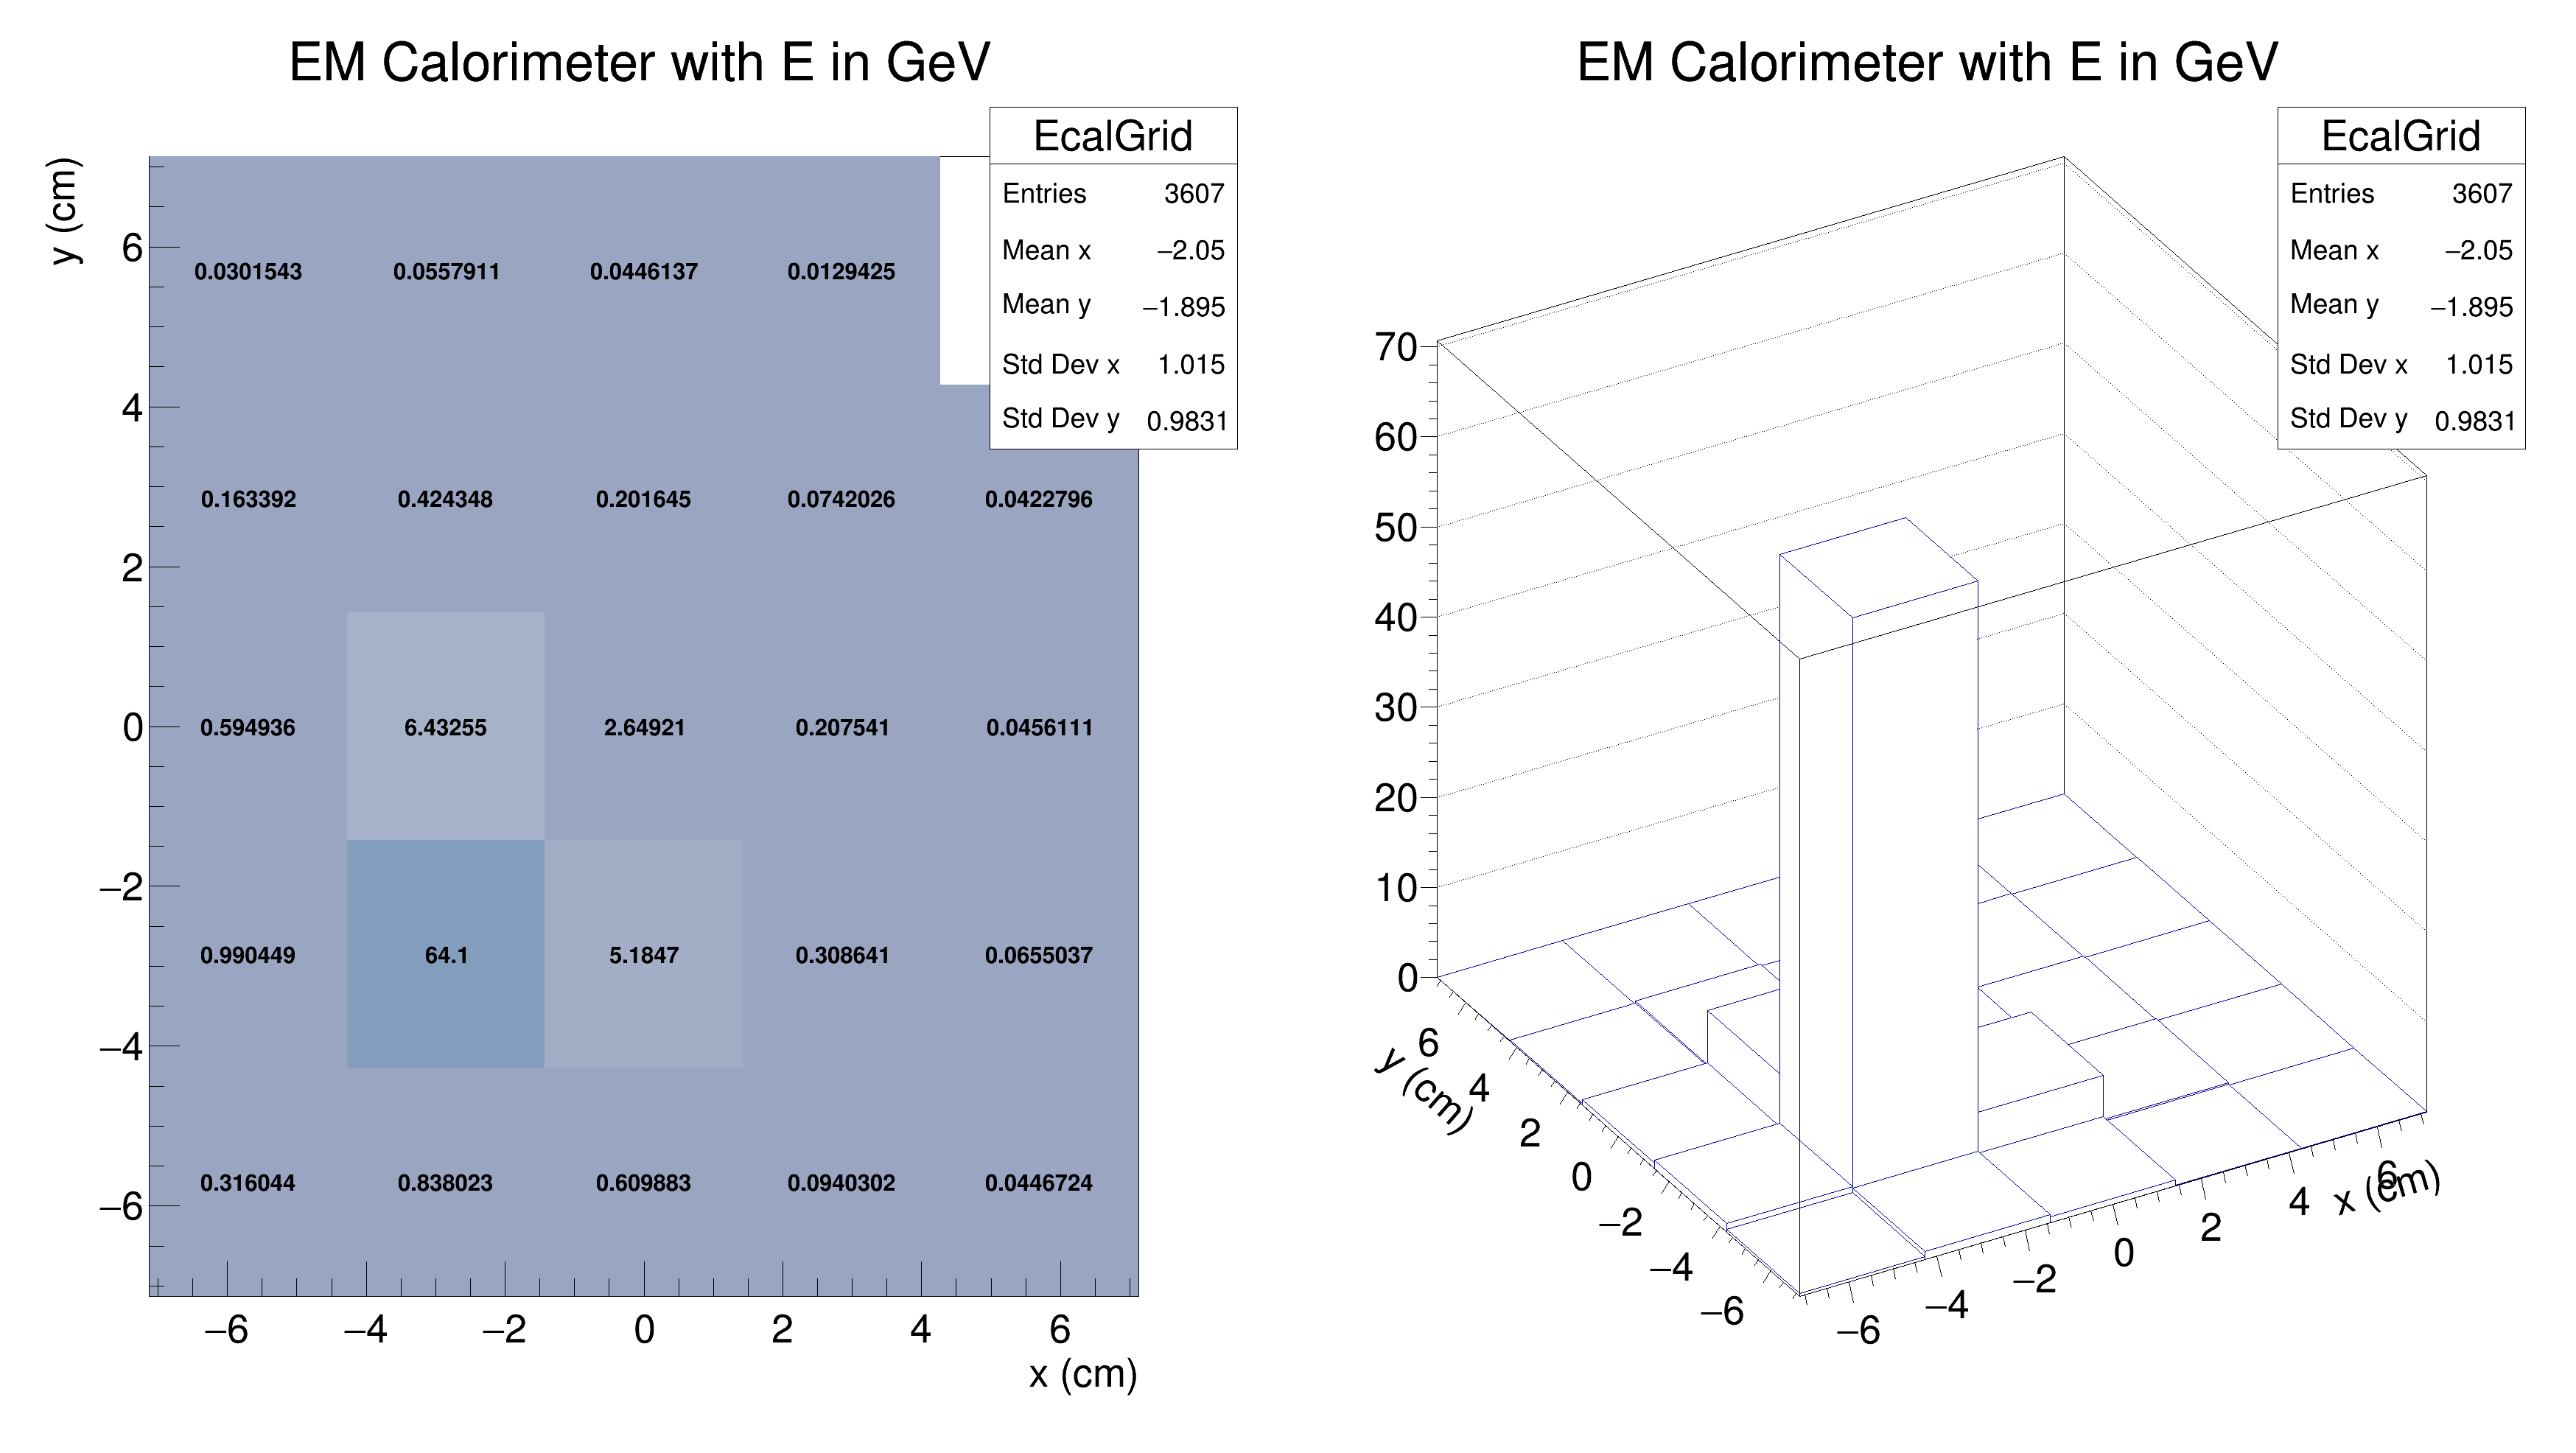 EM Calorimeter with E in GeV
EcalGrid
Entries 3607
Mean x −2.05
Mean y −1.895
Std Dev x 1.015
Std Dev y 0.9831
y (cm)
6
4
2
0
−2
−4
−6
0.0301543 0.0557911 0.0446137 0.0129425
0.163392 0.424348 0.201645 0.0742026 0.0422796
0.594936 6.43255 2.64921 0.207541 0.0456111
0.990449 64.1 5.1847 0.308641 0.0655037
0.316044 0.838023 0.609883 0.0940302 0.0446724
−6 −4 −2 0 2 4 6
x (cm)
EM Calorimeter with E in GeV
EcalGrid
Entries 3607
Mean x −2.05
Mean y −1.895
Std Dev x 1.015
Std Dev y 0.9831
70
60
50
40
30
20
10
0
6
4
2
0
−2
−4
−6
y (cm)
−6
−4
−2
0
2
4
6
x (cm)